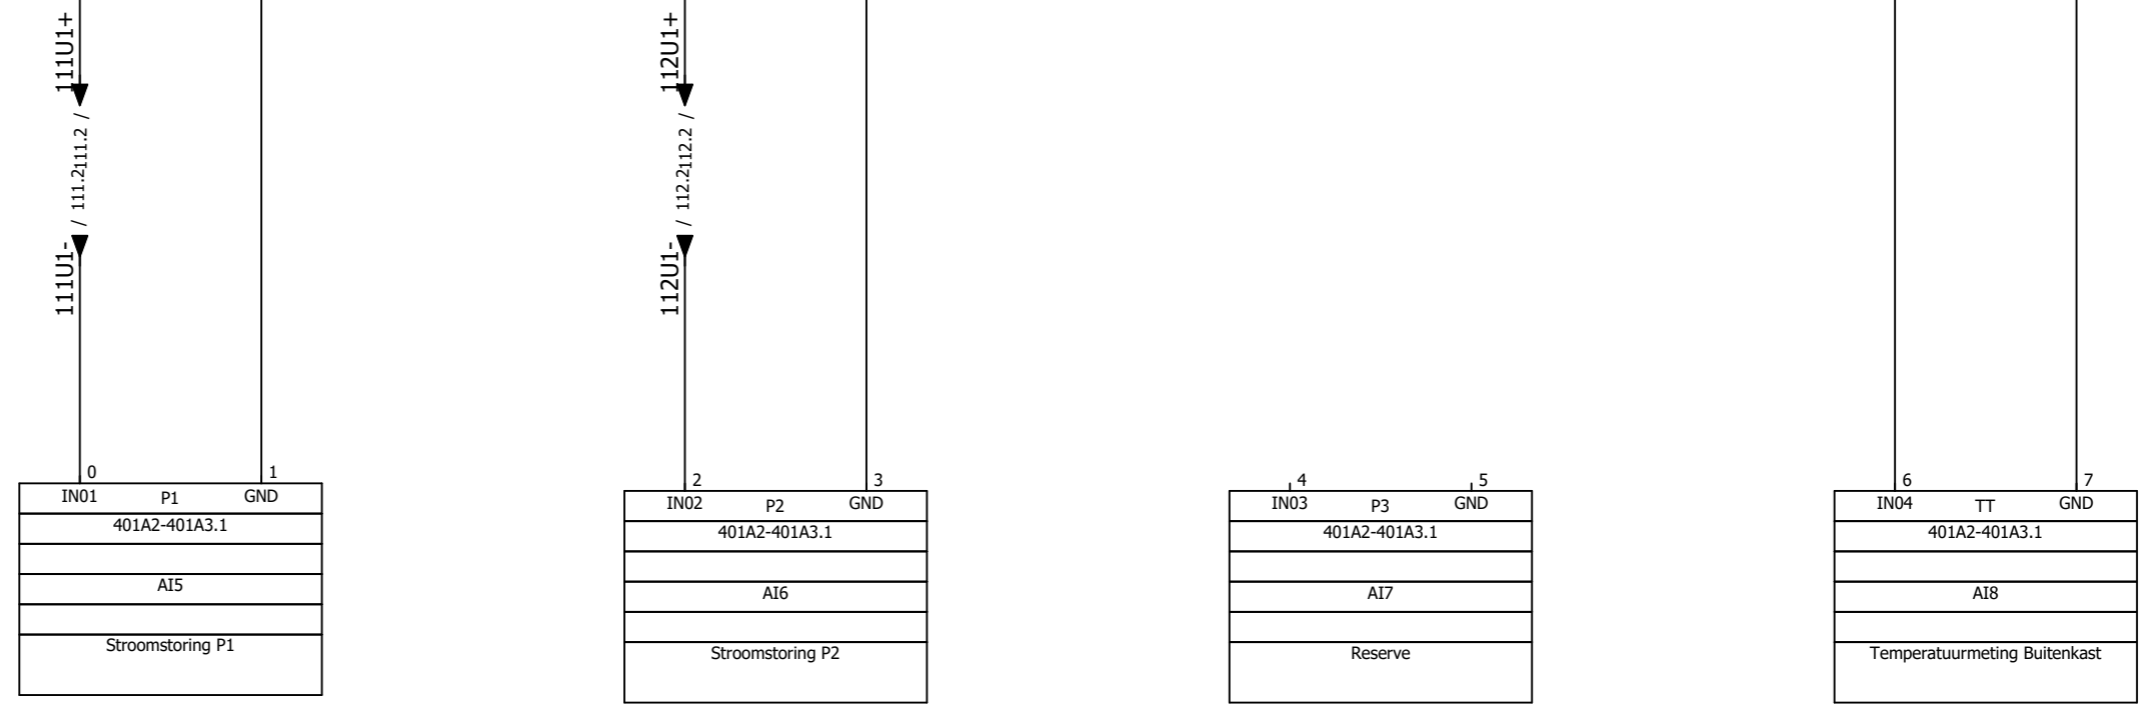 111U1+
/ 111.2
111.2 /
111U1-
0 1
IN01 P1 GND
401A2-401A3.1
AI5
Stroomstoring P1
112U1+
/ 112.2
112.2 /
112U1-
2 3
IN02 P2 GND
401A2-401A3.1
AI6
Stroomstoring P2
4 5
IN03 P3 GND
401A2-401A3.1
AI7
Reserve
6 7
IN04 TT GND
401A2-401A3.1
AI8
Temperatuurmeting Buitenkast